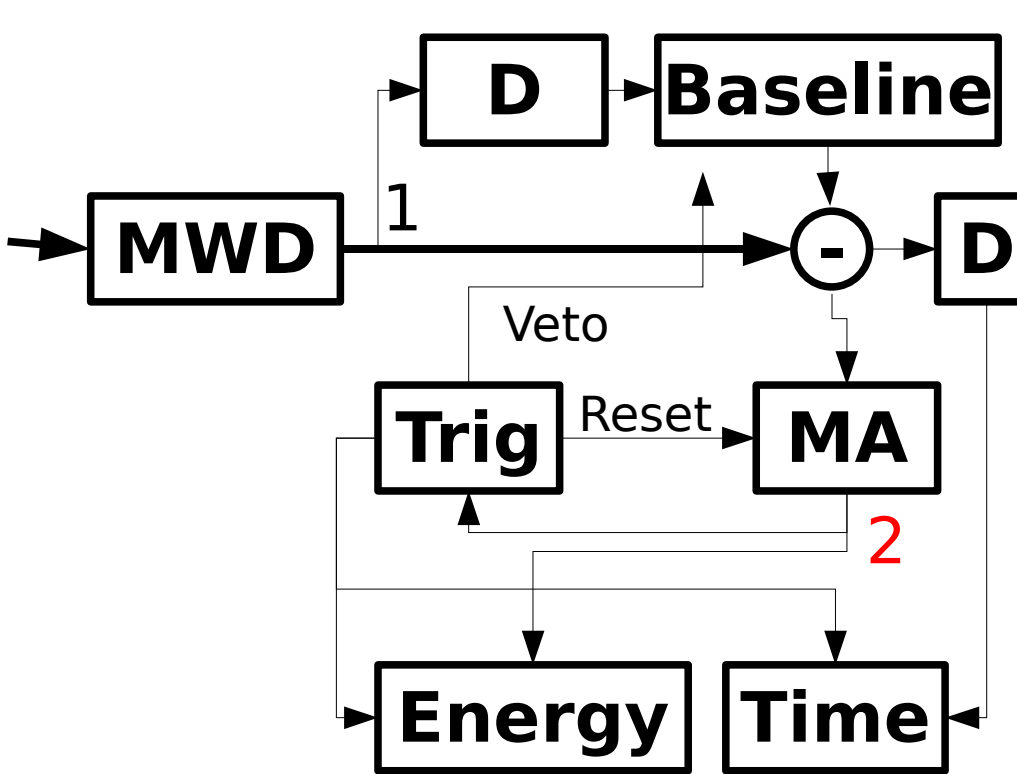 D
Baseline
1
MWD
-
D
Veto
Trig
Reset
MA
2
Energy
Time